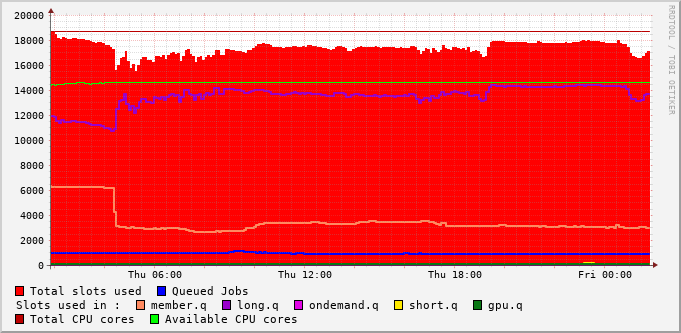 20000
18000
16000
14000
12000
10000
8000
6000
4000
2000
0
Thu 06:00 Thu 12:00 Thu 18:00 Fri 00:00
RRDTOOL / TOBI OETIKER
Total slots used Queued Jobs
Slots used in : member.q long.q ondemand.q short.q gpu.q
Total CPU cores Available CPU cores